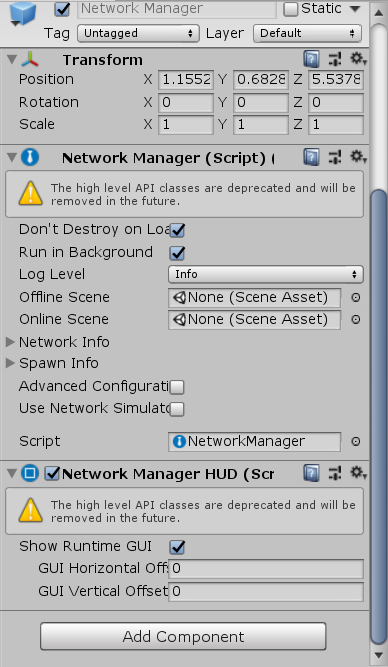 Network Manager Static
Tag Untagged Layer Default
Transform
Position X 1.1552 Y 0.6828 Z 5.5378
Rotation X 0 Y 0 Z 0
Scale X 1 Y 1 Z 1
Network Manager (Script) (
The high level API classes are deprecated and will be
removed in the future.
Don't Destroy on Loa
Run in Background
Log Level Info
Offline Scene None (Scene Asset)
Online Scene None (Scene Asset)
Network Info
Spawn Info
Advanced Configurati
Use Network Simulato
Script NetworkManager
Network Manager HUD (Scr
The high level API classes are deprecated and will be
removed in the future.
Show Runtime GUI
GUI Horizontal Off 0
GUI Vertical Offset 0
Add Component